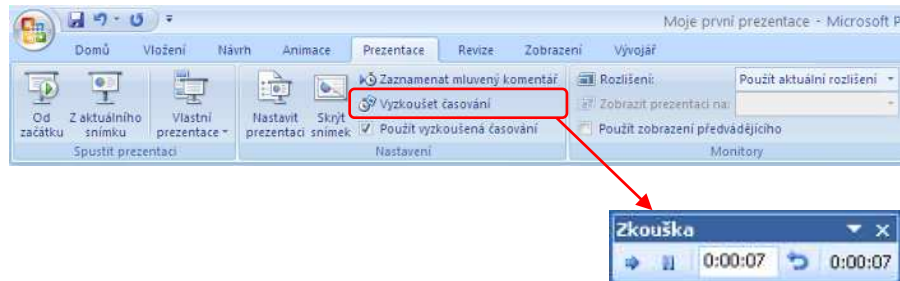 Moje první prezentace - Microsoft P
Domů Vložení Návrh Animace Prezentace Revize Zobrazení Vývojář
Od začátku
Z aktuálního snímku
Vlastní prezentace
Spustit prezentaci
Nastavit prezentaci
Skrýt snímek
Zaznamenat mluvený komentář
Vyzkoušet časování
Použít vyzkoušená časování
Nastavení
Rozlišení: Použít aktuální rozlišení
Zobrazit prezentaci na:
Použít zobrazení předvádějícího
Monitory
Zkouška
0:00:07 0:00:07